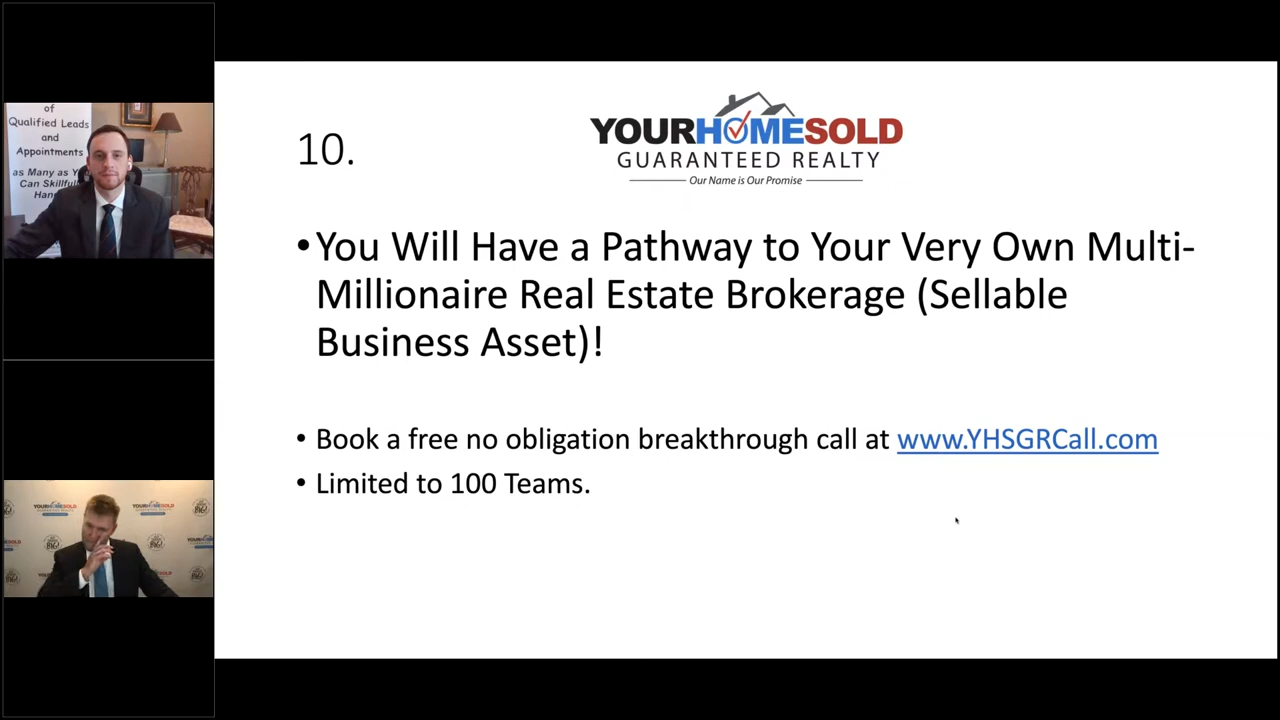 of
Qualified Leads
and
Appointments
as Many as
Can Skillful
10.
YOURHOMESOLD
GUARANTEED REALTY
Our Name is Our Promise
•You Will Have a Pathway to Your Very Own Multi-
Millionaire Real Estate Brokerage (Sellable
Business Asset)!
• Book a free no obligation breakthrough call at www.YHSGRCall.com
• Limited to 100 Teams.
YOURHOMESOLD
YOURHOMESOLD